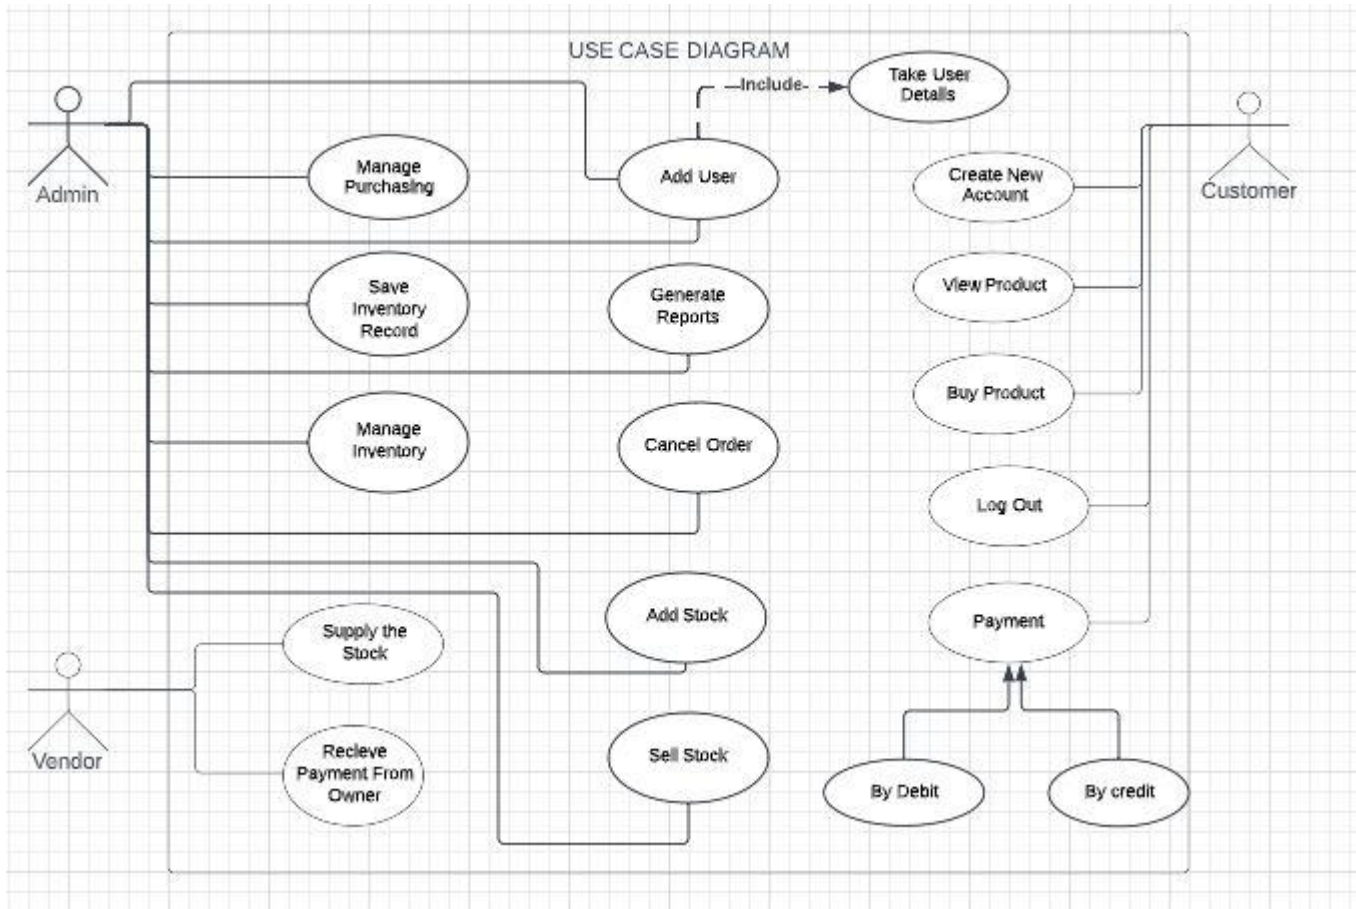 USE CASE DIAGRAM
Include
Take User
Details
Admin
Manage
Purchasing
Add User
Create New
Account
Customer
Save
Inventory
Record
Generate
Reports
View Product
Manage
Inventory
Cancel Order
Buy Product
Log Out
Supply the
Stock
Add Stock
Payment
Vendor
Recieve
Payment From
Owner
Sell Stock
By Debit
By credit